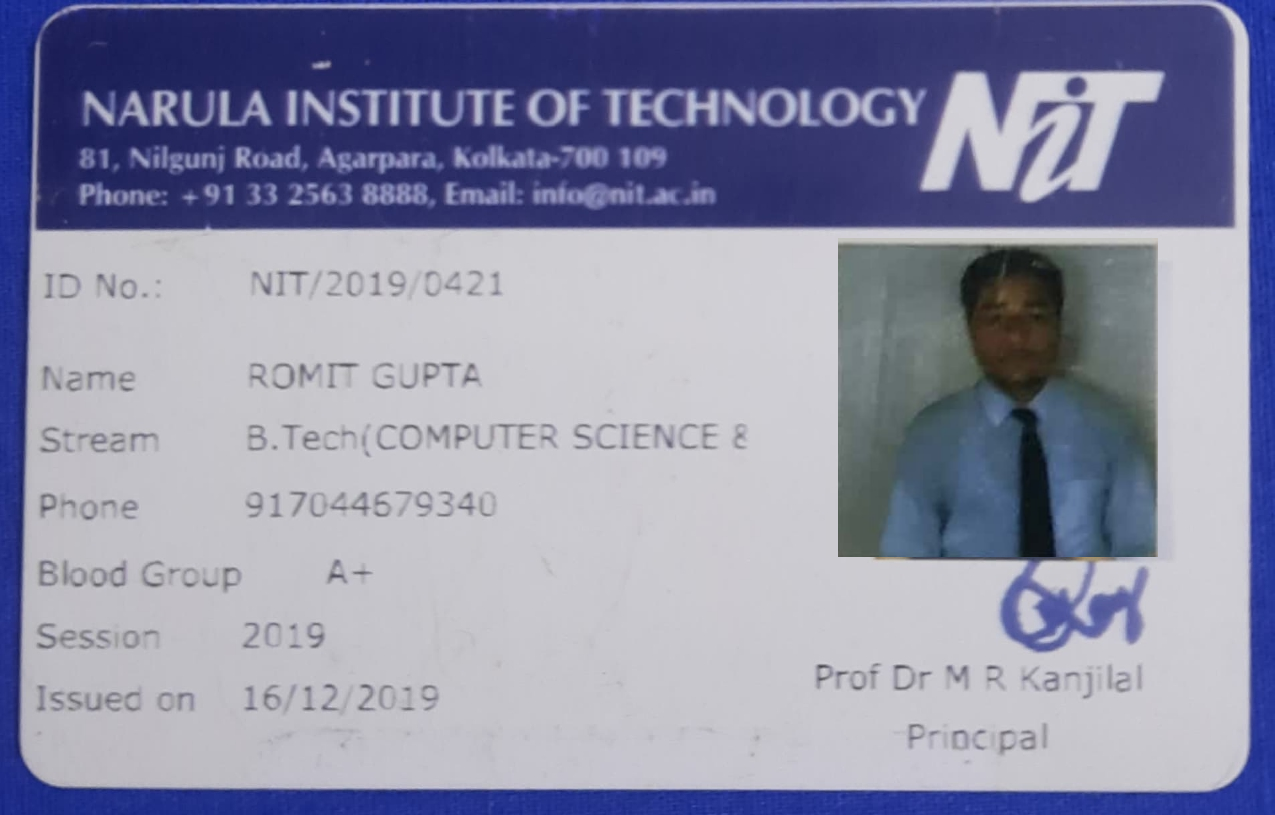 NARULA INSTITUTE OF TECHNOLOGY NiT
81, Nilgunj Road, Agarpara, Kolkata-700 109
Phone: +91 33 2563 8888, Email: info@nit.ac.in
ID No.: NIT/2019/0421
Name ROMIT GUPTA
Stream B.Tech(COMPUTER SCIENCE &
Phone 917044679340
Blood Group A+
Session 2019
Issued on 16/12/2019
Prof Dr M R Kanjilal
Principal